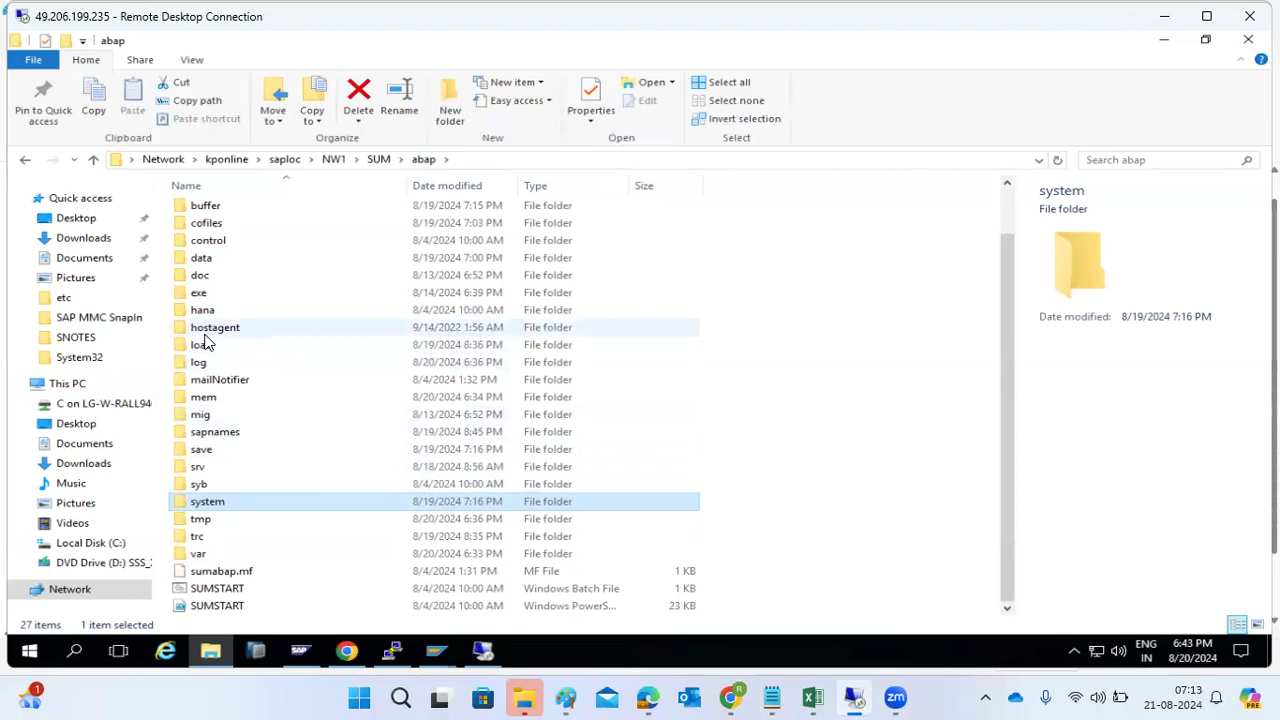 49.206.199.235 - Remote Desktop Connection
abap
File Home Share View
Pin to Quick access
Copy
Paste
Cut
Copy path
Paste shortcut
Clipboard
Move to
Copy to
Delete
Rename
Organize
New folder
New item
Easy access
New
Properties
Open
Edit
Open
Select all
Select none
Invert selection
Select
Network > kponline > saploc > NW1 > SUM > abap >
Search abap
Name Date modified Type Size
buffer 8/19/2024 7:15 PM File folder
cofiles 8/19/2024 7:03 PM File folder
control 8/4/2024 10:00 AM File folder
data 8/19/2024 7:00 PM File folder
doc 8/13/2024 6:52 PM File folder
exe 8/14/2024 6:39 PM File folder
hana 8/4/2024 10:00 AM File folder
hostagent 9/14/2022 1:56 AM File folder
8/19/2024 8:36 PM File folder
log 8/20/2024 6:36 PM File folder
mailNotifier 8/4/2024 1:32 PM File folder
mem 8/20/2024 6:34 PM File folder
mig 8/13/2024 6:52 PM File folder
sapnames 8/19/2024 8:45 PM File folder
save 8/19/2024 7:16 PM File folder
srv 8/18/2024 8:56 AM File folder
syb 8/4/2024 10:00 AM File folder
system 8/19/2024 7:16 PM File folder
tmp 8/20/2024 6:36 PM File folder
trc 8/19/2024 8:35 PM File folder
var 8/20/2024 6:33 PM File folder
sumabap.mf 8/4/2024 1:31 PM MF File 1 KB
SUMSTART 8/4/2024 10:00 AM Windows Batch File 1 KB
SUMSTART 8/4/2024 10:00 AM Windows PowerS... 23 KB
Quick access
Desktop
Downloads
Documents
Pictures
etc
SAP MMC SnapIn
SNOTES
System32
This PC
C on LG-W-RALL94
Desktop
Documents
Downloads
Music
Pictures
Videos
Local Disk (C:)
DVD Drive (D:) SSS_
Network
system
File folder
Date modified: 8/19/2024 7:16 PM
27 items 1 item selected
SAP
ENG
IN
6:43 PM
8/20/2024
1
R
zm
07:13
21-08-2024
PRE